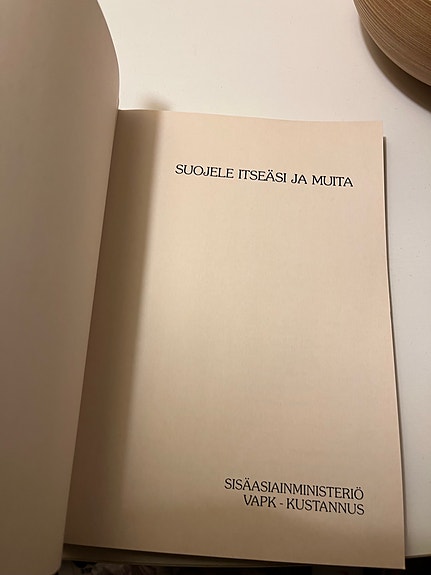 SUOJELE ITSEÄSI JA MUITA
SISÄASIAINMINISTERIÖ
VAPK - KUSTANNUS